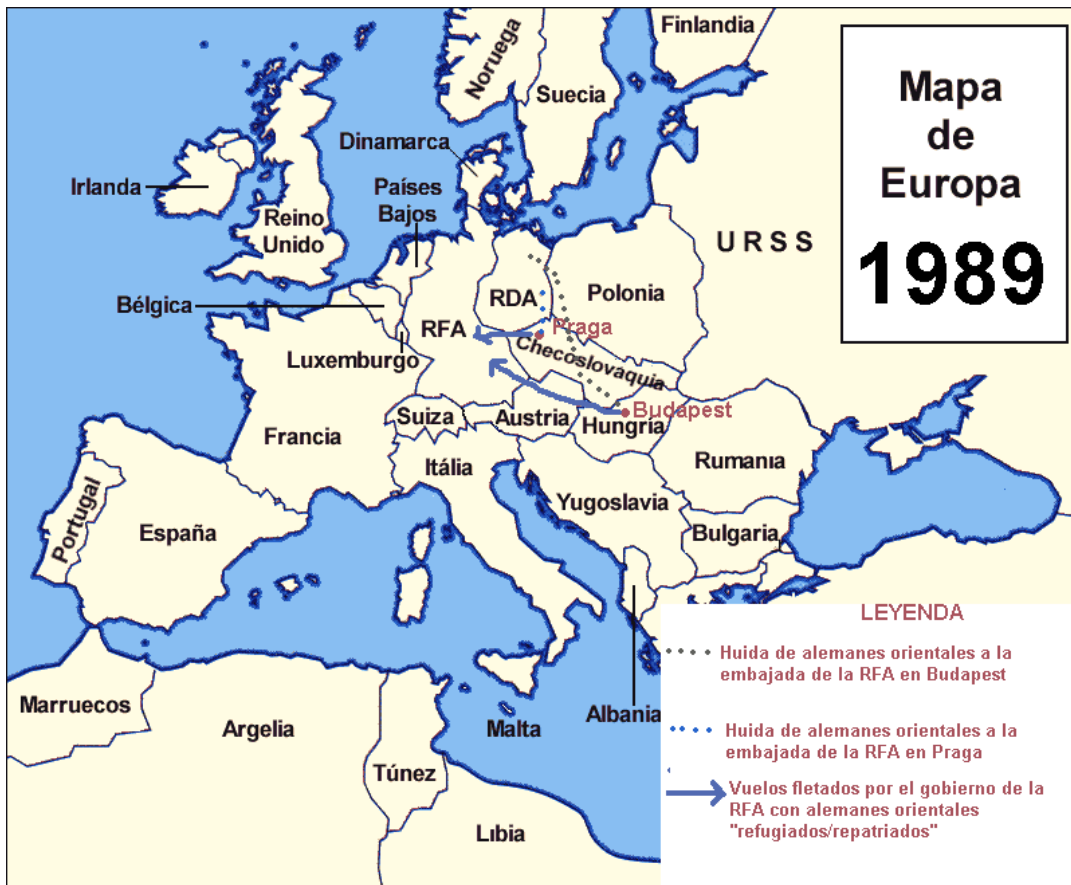 Finlandia
Noruega
Suecia
Mapa
de
Europa
1989
Dinamarca
Irlanda
Países
Bajos
Reino
Unido
URSS
RDA
Polonia
Bélgica
RFA
Praga
Luxemburgo
Checoslovaquia
Suiza
Austria
Budapest
Hungria
Francia
Itália
Rumanıa
Portugal
España
Yugoslavia
Bulgaria
LEYENDA
Huida de alemanes orientales a la
embajada de la RFA en Budapest
Marruecos
Argelia
Malta
Albania
Huida de alemanes orientales a la
embajada de la RFA en Praga
Túnez
Vuelos fletados por el gobierno de la
RFA con alemanes orientales
"refugiados/repatriados"
Lıbia